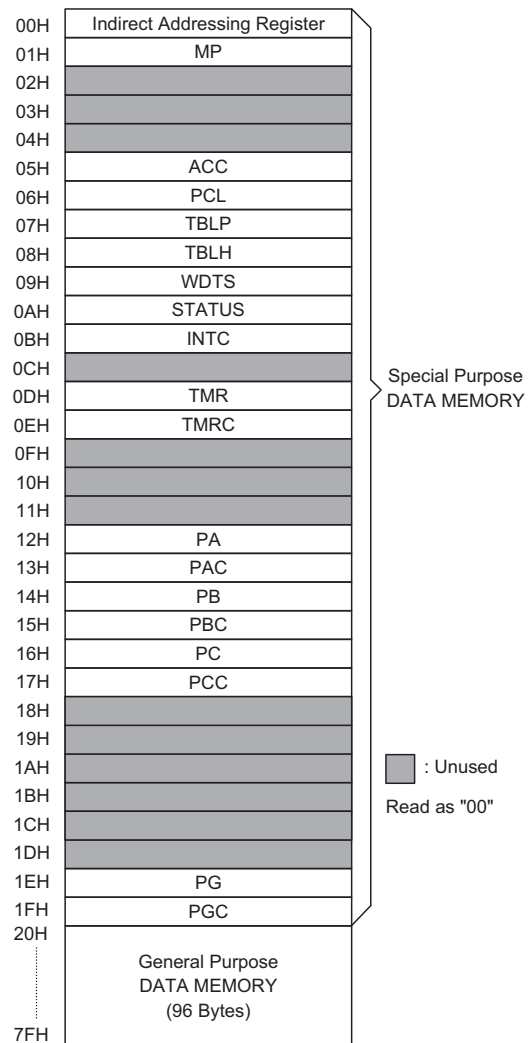 00H Indirect Addressing Register
01H MP
02H
03H
04H
05H ACC
06H PCL
07H TBLP
08H TBLH
09H WDTS
0AH STATUS
0BH INTC
0CH
0DH TMR
0EH TMRC
0FH
10H
11H
12H PA
13H PAC
14H PB
15H PBC
16H PC
17H PCC
18H
19H
1AH
1BH
1CH
1DH
1EH PG
1FH PGC
20H
7FH
General Purpose
DATA MEMORY
(96 Bytes)
Special Purpose
DATA MEMORY
: Unused
Read as "00"